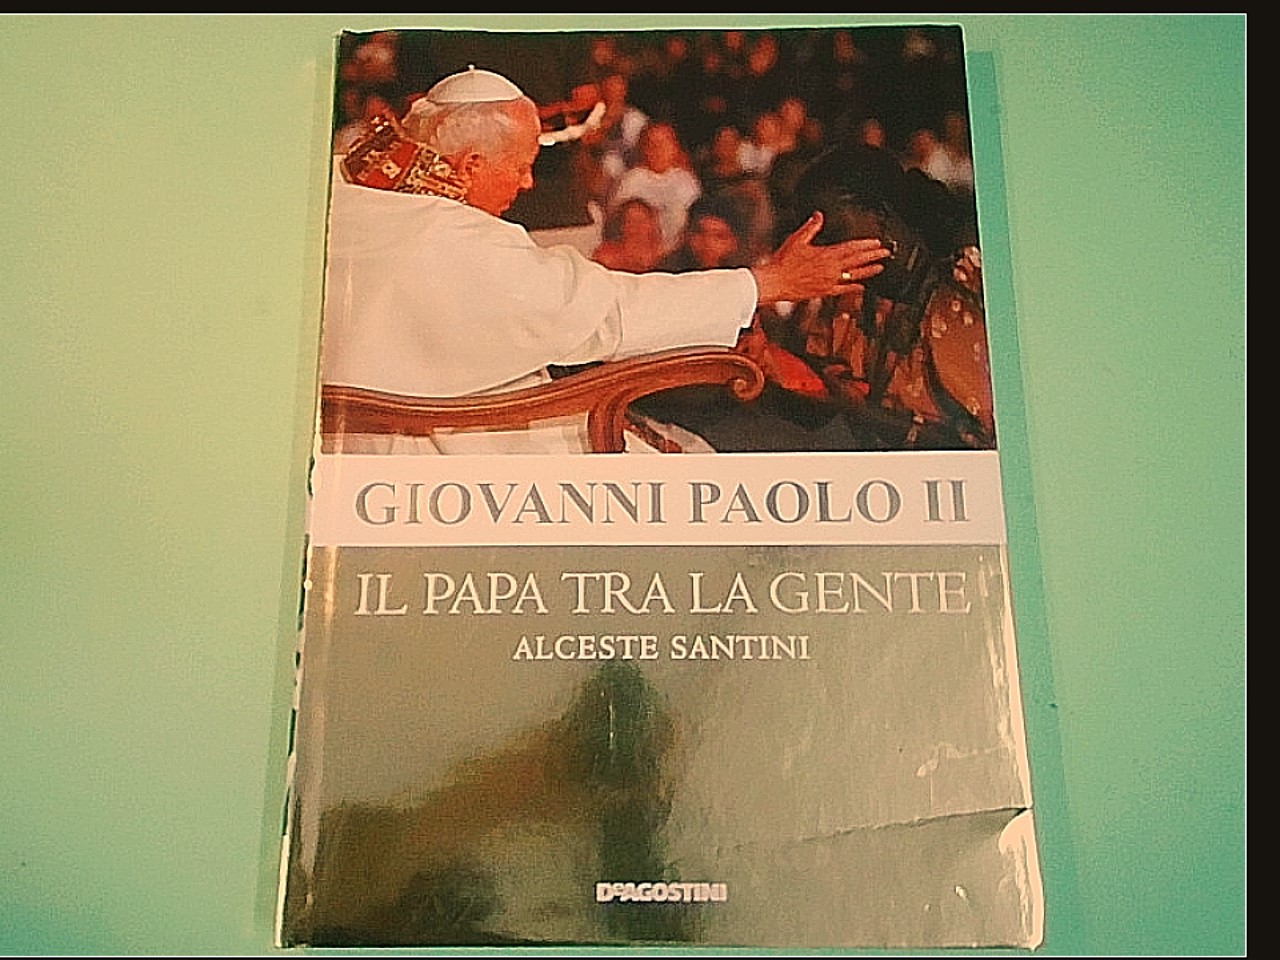 GIOVANNI PAOLO II
IL PAPA TRA LA GENTE
ALCESTE SANTINI
DeAGOSTINI